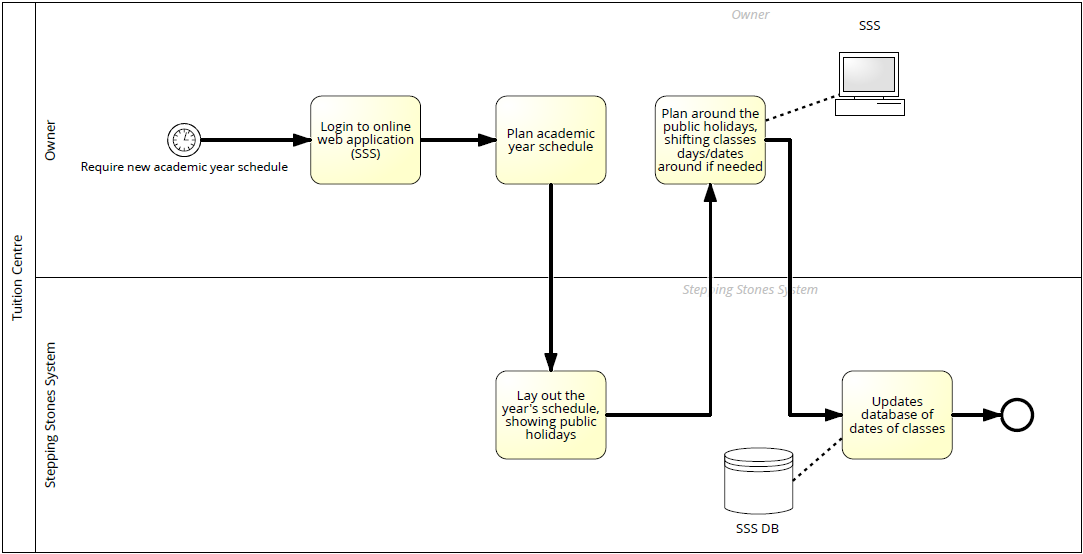 Owner
SSS
Owner
Login to online
web application
(SSS)
Plan academic
year schedule
Plan around the
public holidays,
shifting classes
days/dates
around if needed
Require new academic year schedule
Tuition Centre
Stepping Stones System
Stepping Stones System
Lay out the
year's schedule,
showing public
holidays
Updates
database of
dates of classes
SSS DB